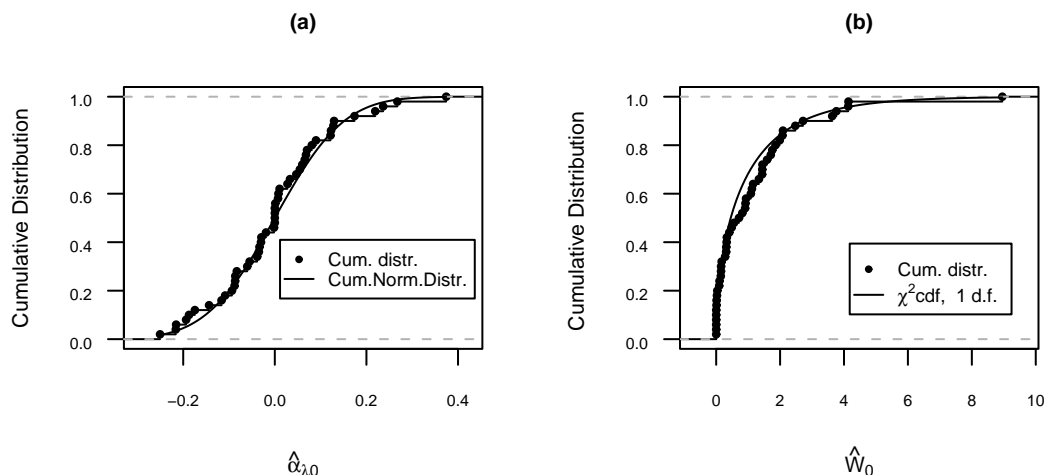 (a)
Cumulative Distribution
1.0
0.8
0.6
0.4
0.2
0.0
Cum. distr.
Cum.Norm.Distr.
−0.2 0.0 0.2 0.4
α̂λ0
(b)
Cumulative Distribution
1.0
0.8
0.6
0.4
0.2
0.0
Cum. distr.
χ²cdf, 1 d.f.
0 2 4 6 8 10
Ŵ0